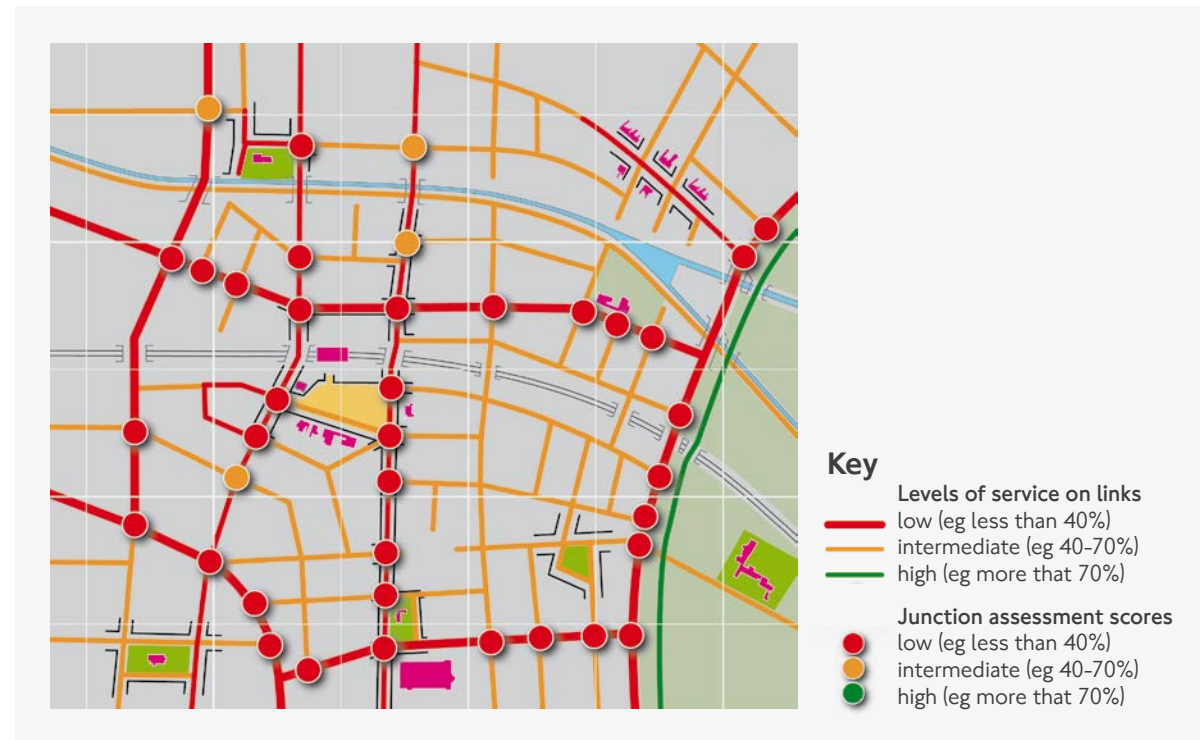 Key
Levels of service on links
low (eg less than 40%)
intermediate (eg 40-70%)
high (eg more that 70%)
Junction assessment scores
low (eg less than 40%)
intermediate (eg 40-70%)
high (eg more that 70%)